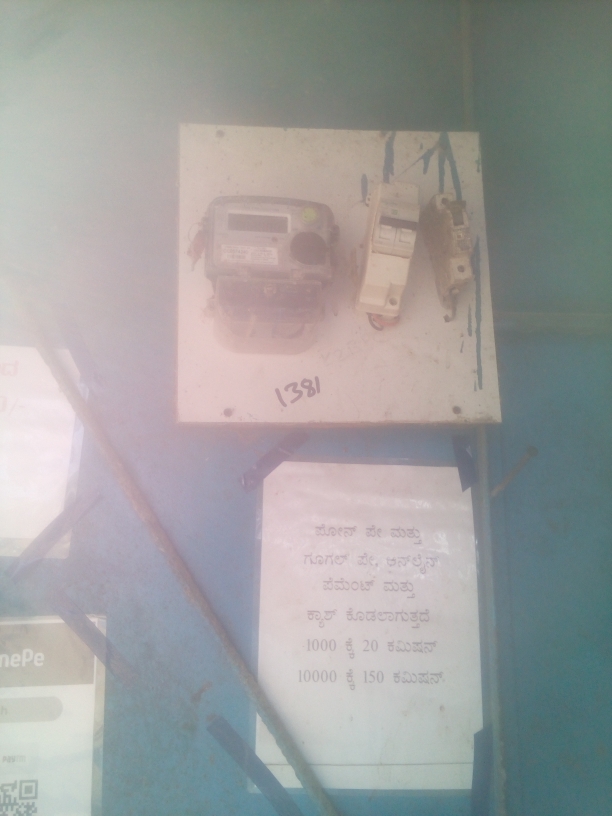 1381
ಪೋನ್ ಪೇ ಮತ್ತು
ಗೂಗಲ್ ಪೇ, ಆನ್‌ಲೈನ್
ಪೆಮೆಂಟ್ ಮತ್ತು
ಕ್ಯಾಶ್ ಕೊಡಲಾಗುತ್ತದೆ
1000 ಕ್ಕೆ 20 ಕಮಿಷನ್
10000 ಕ್ಕೆ 150 ಕಮಿಷನ್
nePe